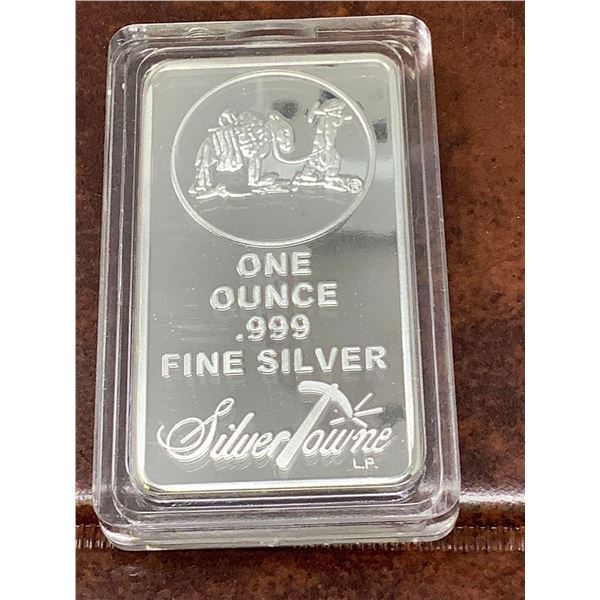 ONE
OUNCE
.999
FINE SILVER
SilverTowne
L.P.